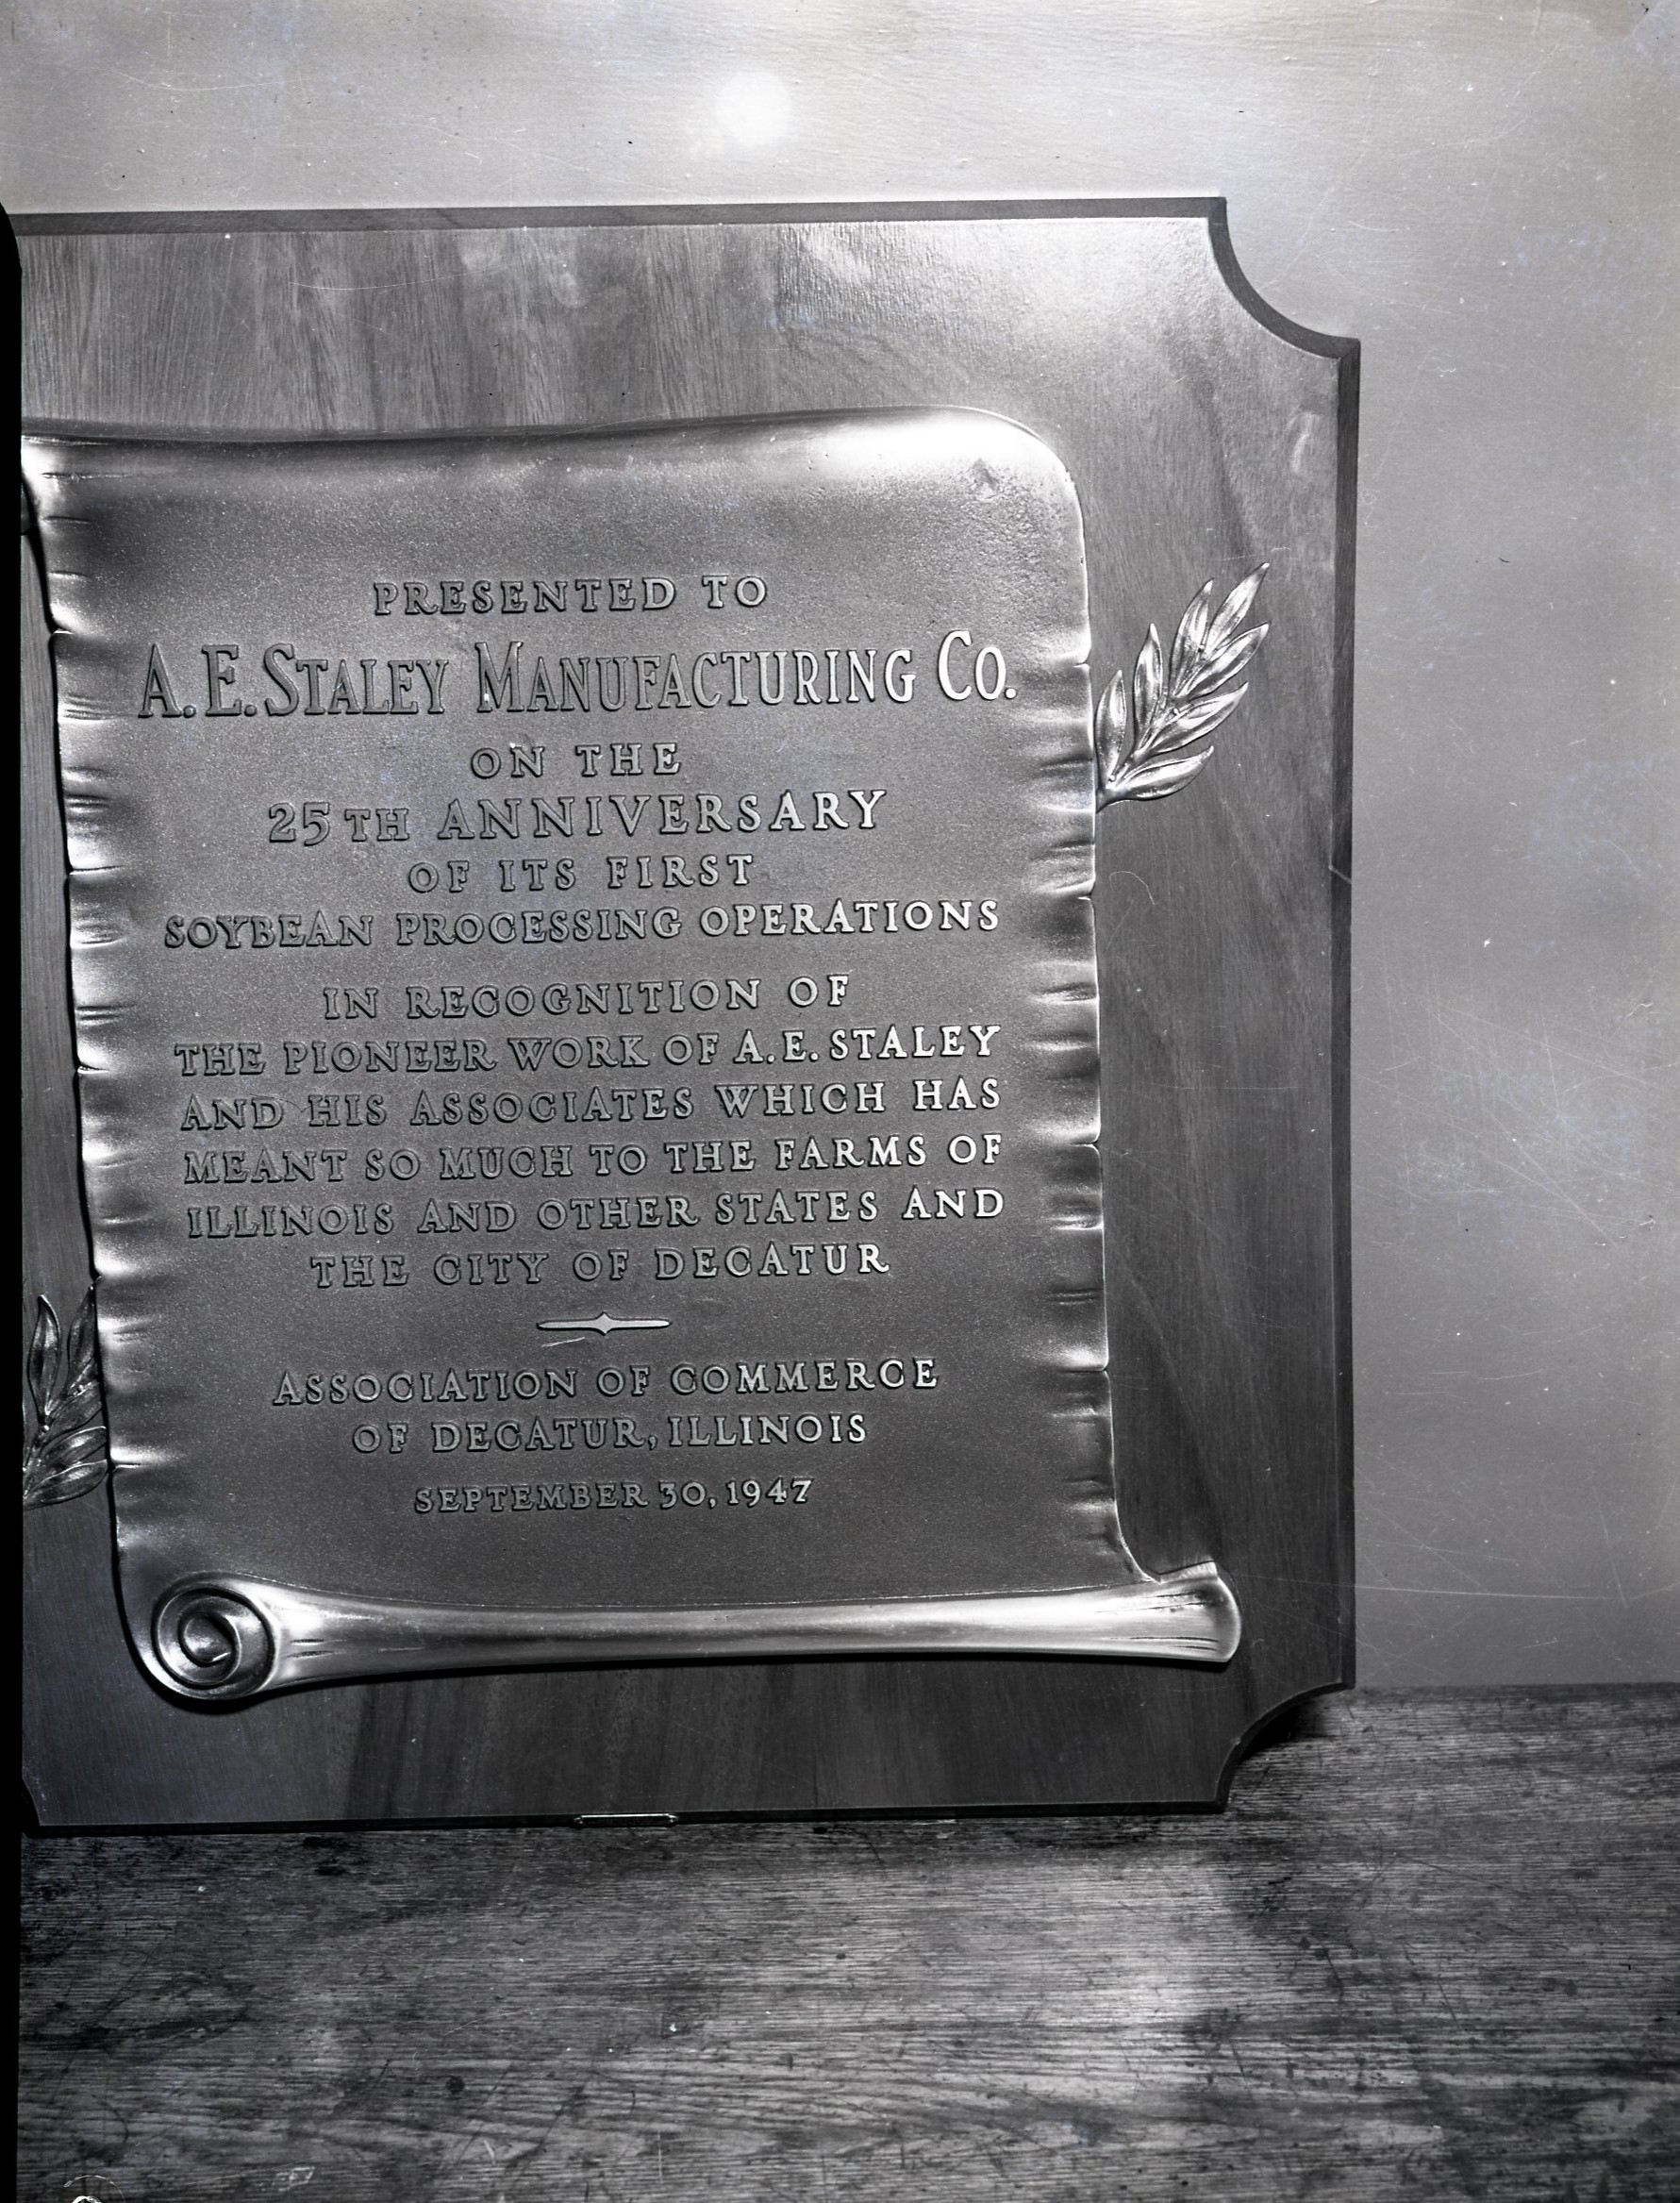 PRESENTED TO
A. E. STALEY MANUFACTURING CO.
ON THE
25TH ANNIVERSARY
OF ITS FIRST
SOYBEAN PROCESSING OPERATIONS
IN RECOGNITION OF
THE PIONEER WORK OF A. E. STALEY
AND HIS ASSOCIATES WHICH HAS
MEANT SO MUCH TO THE FARMS OF
ILLINOIS AND OTHER STATES AND
THE CITY OF DECATUR
ASSOCIATION OF COMMERCE
OF DECATUR, ILLINOIS
SEPTEMBER 30, 1947